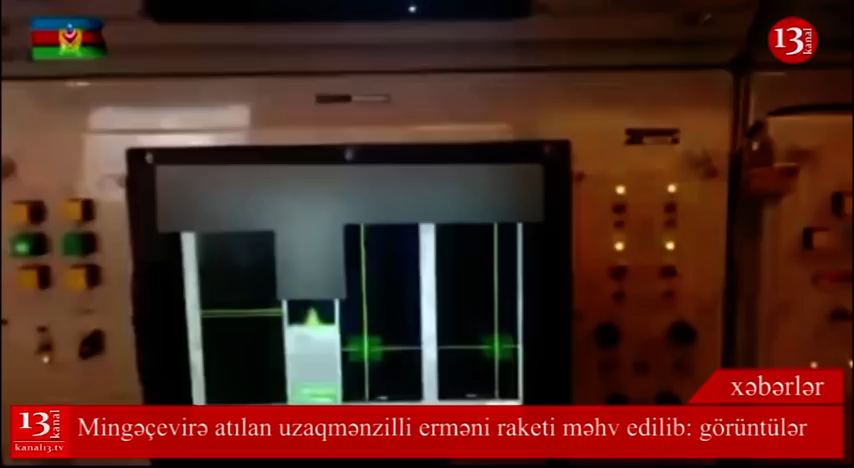 13 kanal
xəbərlər
13 kanal
kanal13.tv
Mingəçevirə atılan uzaqmənzilli erməni raketi məhv edilib: görüntülər